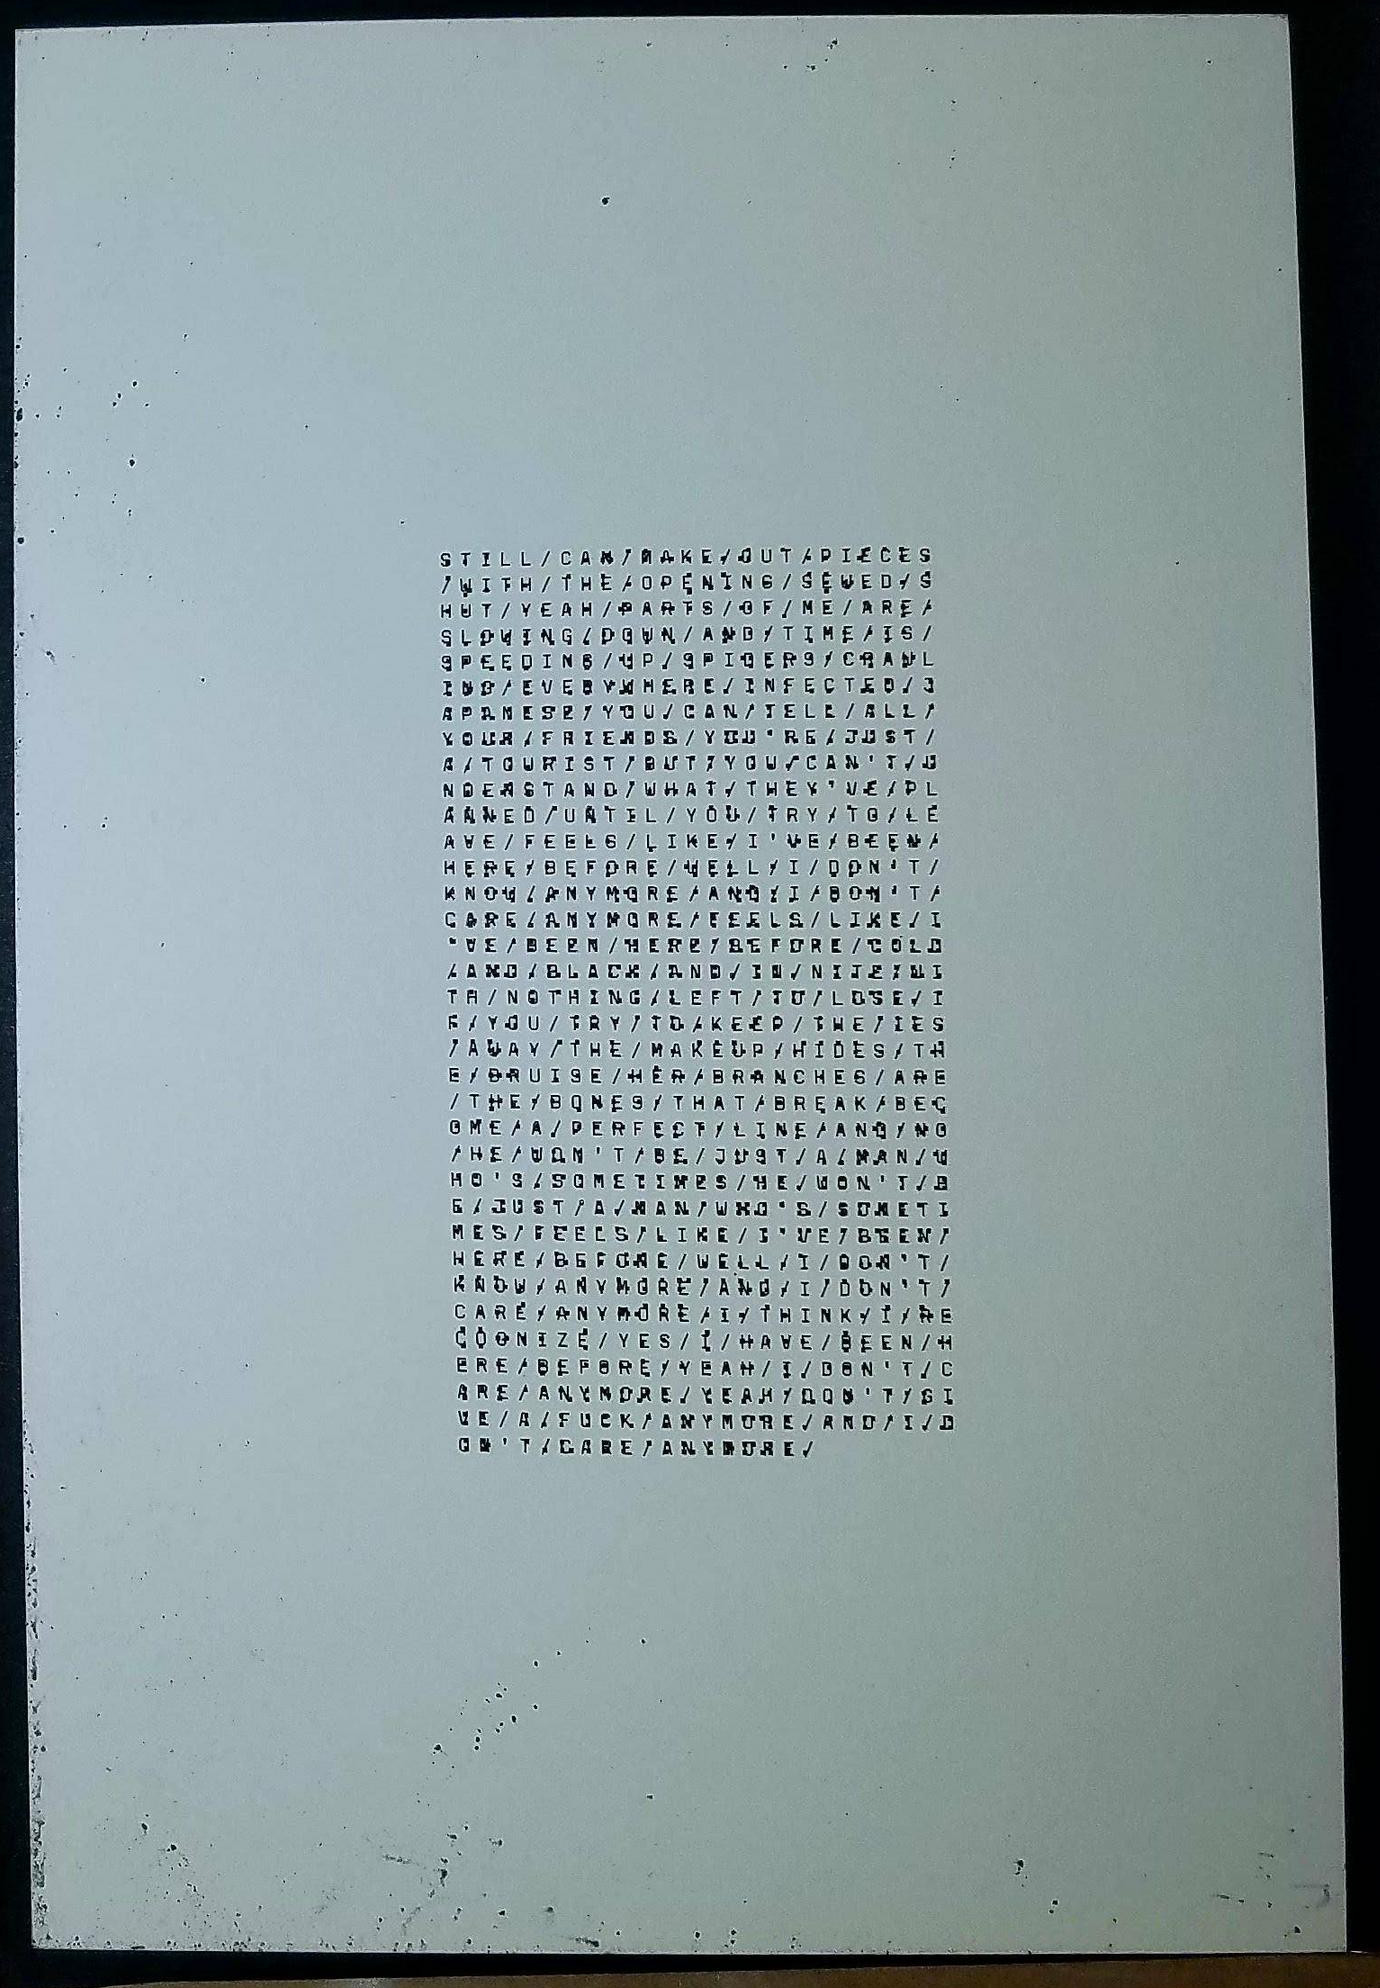 STILL/CAN/MAKE/OUT/PIECES
/WITH/THE/OPENING/SEWED/S
HUT/YEAH/PARTS/OF/ME/ARE/
SLOWING/DOWN/AND/TIME/IS/
SPEEDING/UP/SPIDERS/CRAWL
ING/EVERYWHERE/INFECTED/J
APANESE/YOU/CAN/TELL/ALL/
YOUR/FRIENDS/YOU'RE/JUST/
A/TOURIST/BUT/YOU/CAN'T/U
NDERSTAND/WHAT/THEY'VE/PL
ANNED/UNTIL/YOU/TRY/TO/LE
AVE/FEELS/LIKE/I'VE/BEEN/
HERE/BEFORE/WELL/I/DON'T/
KNOW/ANYMORE/AND/I/DON'T/
CARE/ANYMORE/FEELS/LIKE/I
'VE/BEEN/HERE/BEFORE/COLD
/AND/BLACK/AND/IN/NITE/WI
TH/NOTHING/LEFT/TO/LOSE/I
F/YOU/TRY/TO/KEEP/THE/IES
/AWAY/THE/MAKEUP/HIDES/TH
E/BRUISE/HER/BRANCHES/ARE
/THE/BONES/THAT/BREAK/BEC
OME/A/PERFECT/LINE/AND/NO
/HE/WON'T/BE/JUST/A/MAN/W
HO'S/SOMETIMES/HE/WON'T/B
E/JUST/A/MAN/WHO'S/SOMETI
MES/FEELS/LIKE/I'VE/BEEN/
HERE/BEFORE/WELL/I/DON'T/
KNOW/ANYMORE/AND/I/DON'T/
CARE/ANYMORE/I/THINK/I/RE
COGNIZE/YES/I/HAVE/BEEN/H
ERE/BEFORE/YEAH/I/DON'T/C
ARE/ANYMORE/YEAH/DON'T/GI
VE/A/FUCK/ANYMORE/AND/I/D
ON'T/CARE/ANYMORE/